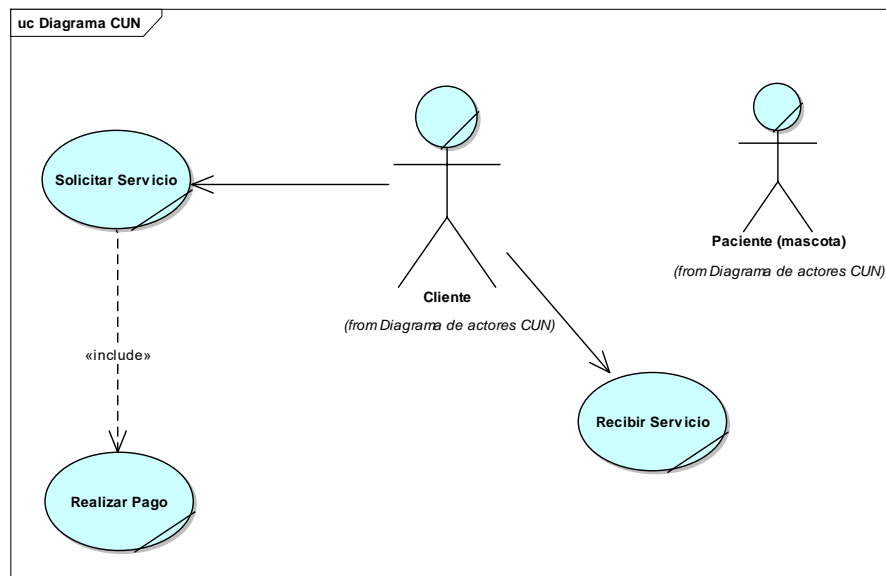 uc Diagrama CUN
Solicitar Servicio
Paciente (mascota)
(from Diagrama de actores CUN)
Cliente
(from Diagrama de actores CUN)
«include»
Recibir Servicio
Realizar Pago